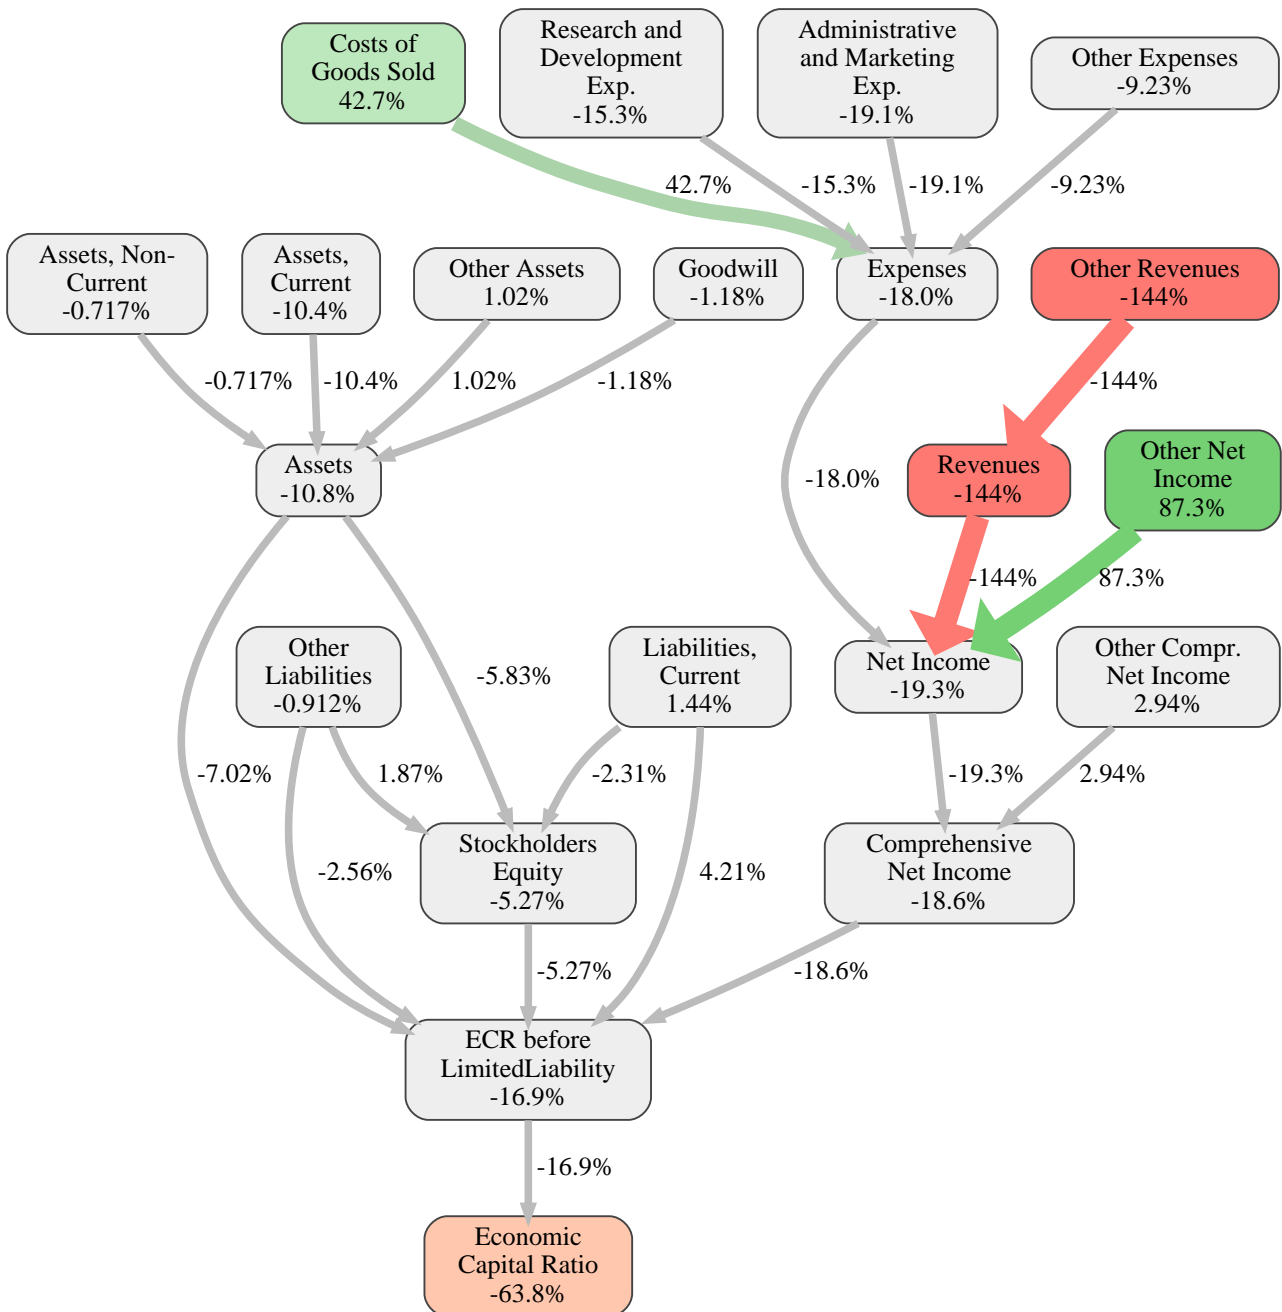 Costs of
Goods Sold
42.7%
Research and
Development
Exp.
-15.3%
Administrative
and Marketing
Exp.
-19.1%
Other Expenses
-9.23%
42.7%
-15.3%
-19.1%
-9.23%
Assets, Non-
Current
-0.717%
Assets,
Current
-10.4%
Other Assets
1.02%
Goodwill
-1.18%
Expenses
-18.0%
Other Revenues
-144%
-0.717%
-10.4%
1.02%
-1.18%
-144%
Assets
-10.8%
-18.0%
Revenues
-144%
Other Net
Income
87.3%
-144%
87.3%
Other
Liabilities
-0.912%
-5.83%
Liabilities,
Current
1.44%
Net Income
-19.3%
Other Compr.
Net Income
2.94%
-7.02%
1.87%
-2.31%
-19.3%
2.94%
-2.56%
Stockholders
Equity
-5.27%
4.21%
Comprehensive
Net Income
-18.6%
-5.27%
-18.6%
ECR before
LimitedLiability
-16.9%
-16.9%
Economic
Capital Ratio
-63.8%